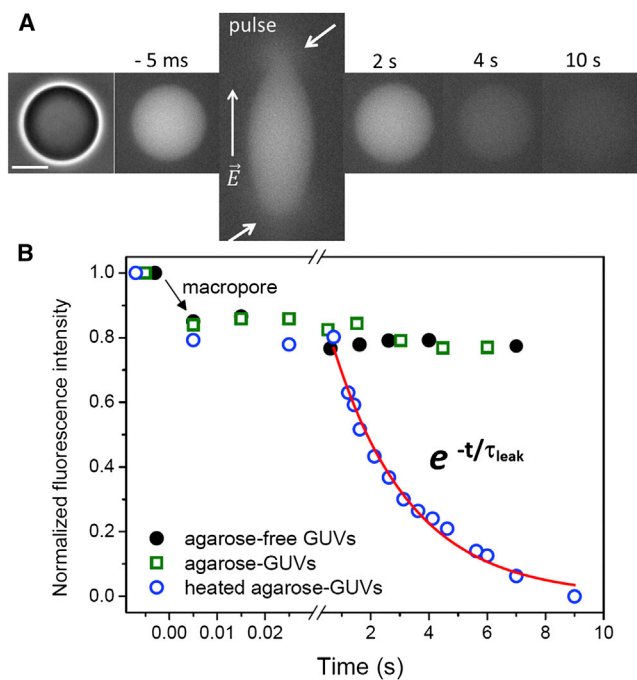 A
pulse
- 5 ms
2 s
4 s
10 s
E
B
Normalized fluorescence intensity
1.0
0.8
0.6
0.4
0.2
0.0
macropore
e -t/τleak
agarose-free GUVs
agarose-GUVs
heated agarose-GUVs
0.00 0.01 0.02 2 4 6 8 10
Time (s)